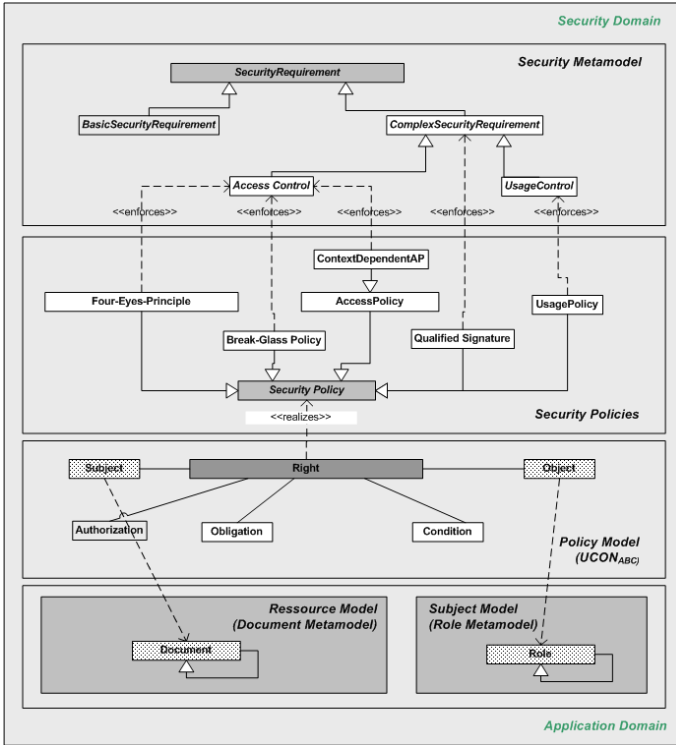 Security Domain
Security Metamodel
SecurityRequirement
BasicSecurityRequirement
ComplexSecurityRequirement
Access Control
UsageControl
<<enforces>>
<<enforces>>
<<enforces>>
<<enforces>>
<<enforces>>
ContextDependentAP
Four-Eyes-Principle
AccessPolicy
UsagePolicy
Break-Glass Policy
Qualified Signature
Security Policy
<<realizes>>
Security Policies
Subject
Right
Object
Authorization
Obligation
Condition
Policy Model
(UCONABC)
Ressource Model
(Document Metamodel)
Subject Model
(Role Metamodel)
Document
Role
Application Domain